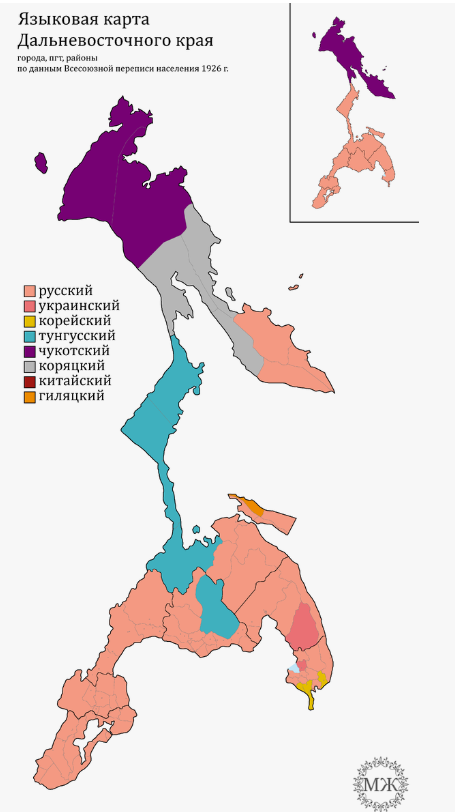 Языковая карта
Дальневосточного края
города, пгт, районы
по данным Всесоюзной переписи населения 1926 г.
русский
украинский
корейский
тунгусский
чукотский
коряцкий
китайский
гиляцкий
МЖ